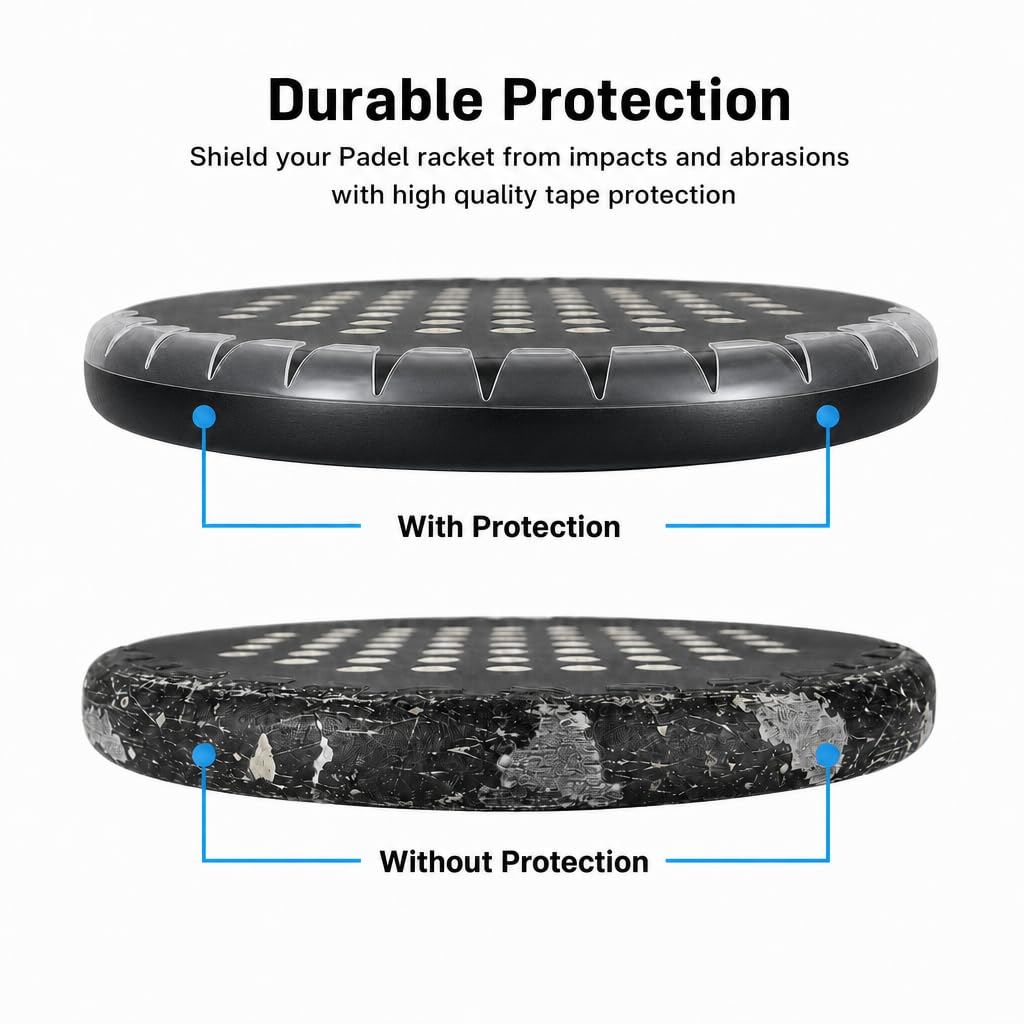 Durable Protection
Shield your Padel racket from impacts and abrasions
with high quality tape protection
With Protection
Without Protection